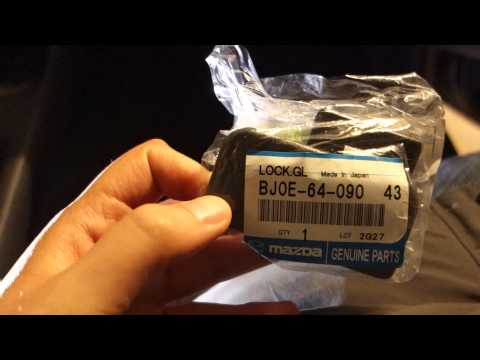 LOCK.GL Made in Japan
BJ0E-64-090 43
QTY 1 LOT 2G27
mazda GENUINE PARTS